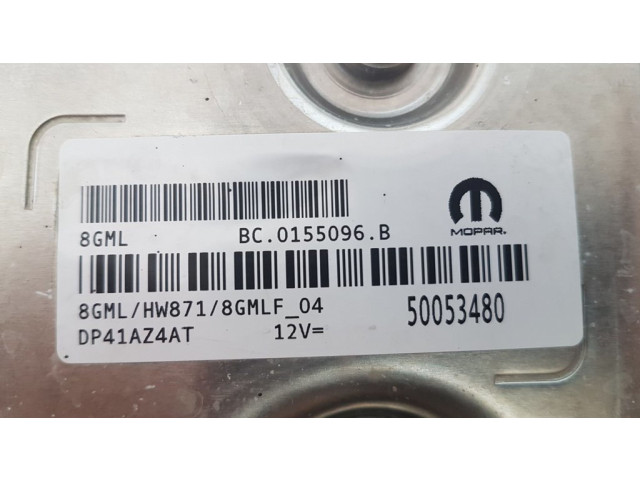 8GML BC.0155096.B
MOPAR®
8GML/HW871/8GMLF_04
DP41AZ4AT 12V=
50053480